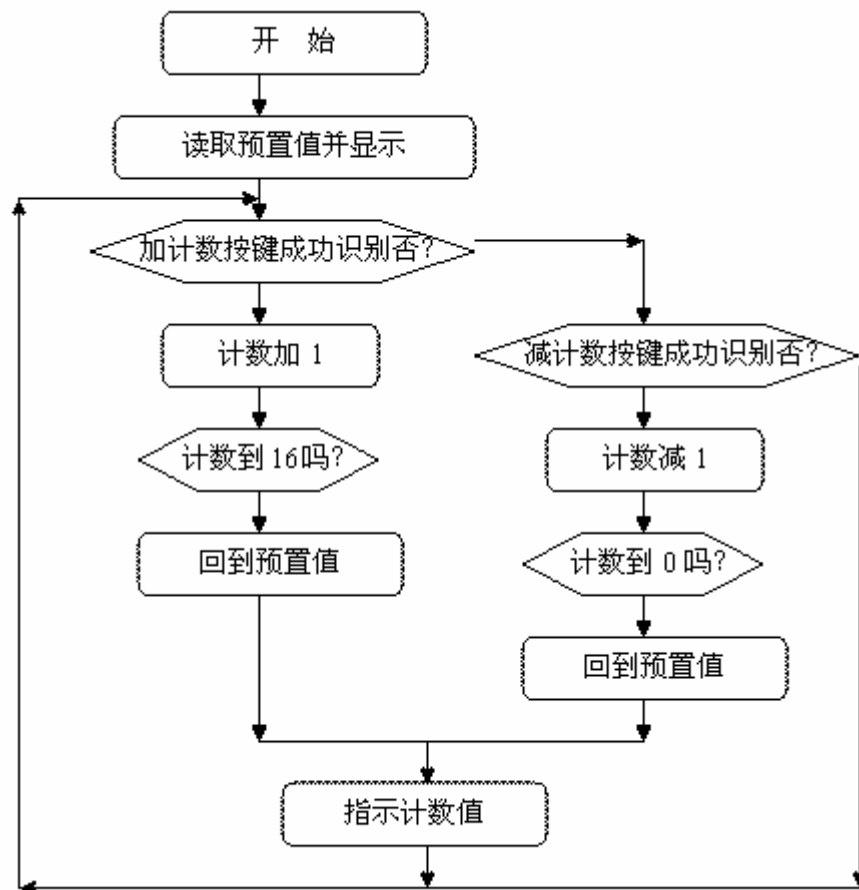 开 始
读取预置值并显示
加计数按键成功识别否?
计数加 1
减计数按键成功识别否?
计数到 16吗?
计数减 1
回到预置值
计数到 0 吗?
回到预置值
指示计数值